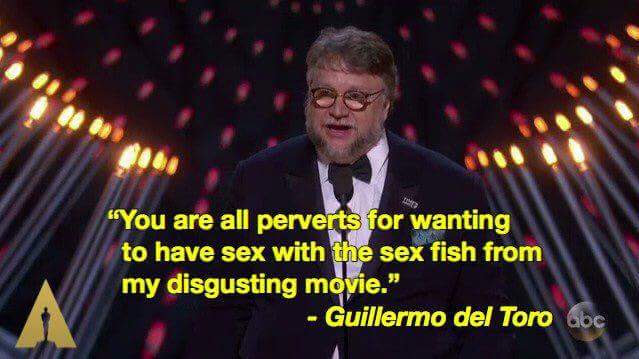 “You are all perverts for wanting
to have sex with the sex fish from
my disgusting movie.”
- Guillermo del Toro
abc